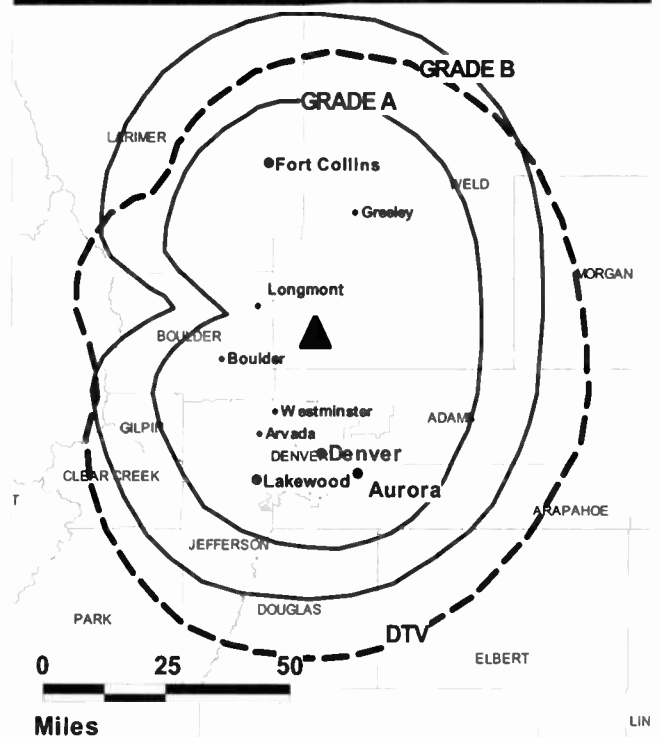 GRADE B
GRADE A
LARIMER
Fort Collins
WELD
Greeley
MORGAN
Longmont
BOULDER
Boulder
Westminster
ADAMS
GILPIN
Arvada
DENVER
Denver
CLEAR CREEK
Lakewood
Aurora
T
ARAPAHOE
JEFFERSON
DOUGLAS
PARK
DTV
ELBERT
0 25 50
Miles
LIN